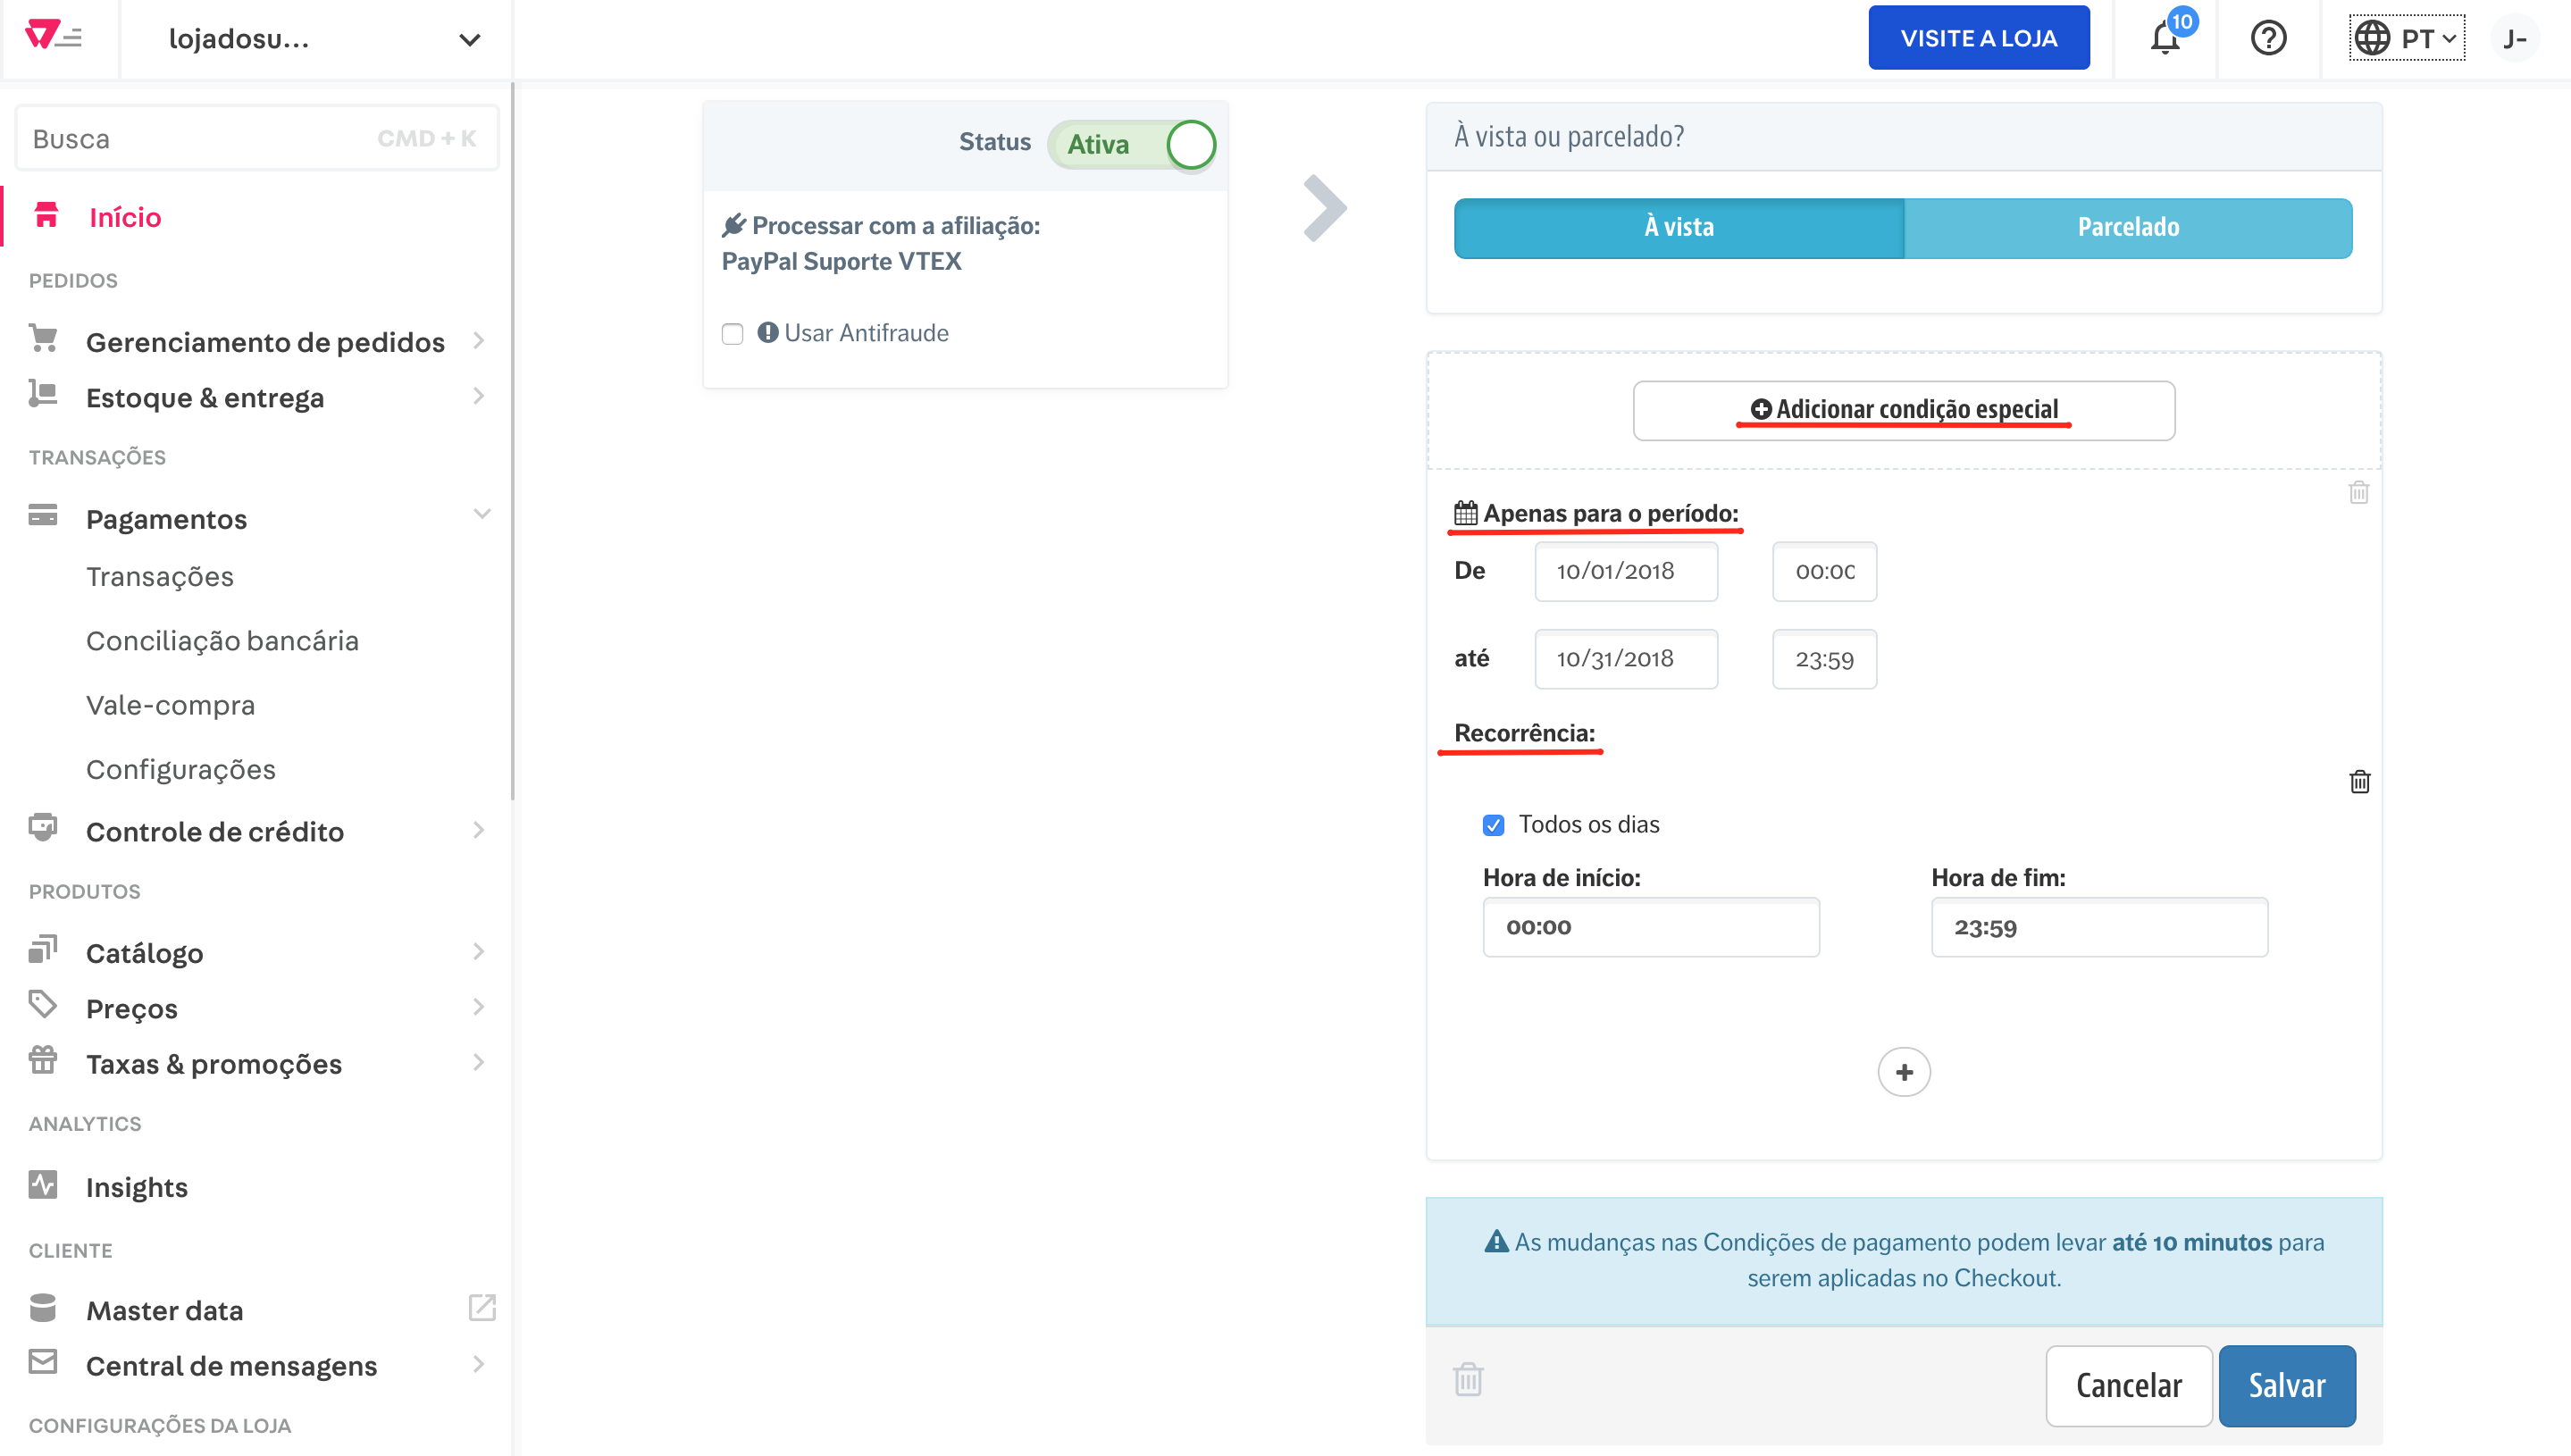 lojadosu...
VISITE A LOJA
10
PT
J-
Busca
CMD + K
Início
PEDIDOS
Gerenciamento de pedidos
Estoque & entrega
TRANSAÇÕES
Pagamentos
Transações
Conciliação bancária
Vale-compra
Configurações
Controle de crédito
PRODUTOS
Catálogo
Preços
Taxas & promoções
ANALYTICS
Insights
CLIENTE
Master data
Central de mensagens
CONFIGURAÇÕES DA LOJA
Status
Ativa
Processar com a afiliação:
PayPal Suporte VTEX
Usar Antifraude
À vista ou parcelado?
À vista
Parcelado
Adicionar condição especial
Apenas para o período:
De 10/01/2018 00:00
até 10/31/2018 23:59
Recorrência:
Todos os dias
Hora de início: Hora de fim:
00:00 23:59
As mudanças nas Condições de pagamento podem levar até 10 minutos para
serem aplicadas no Checkout.
Cancelar
Salvar